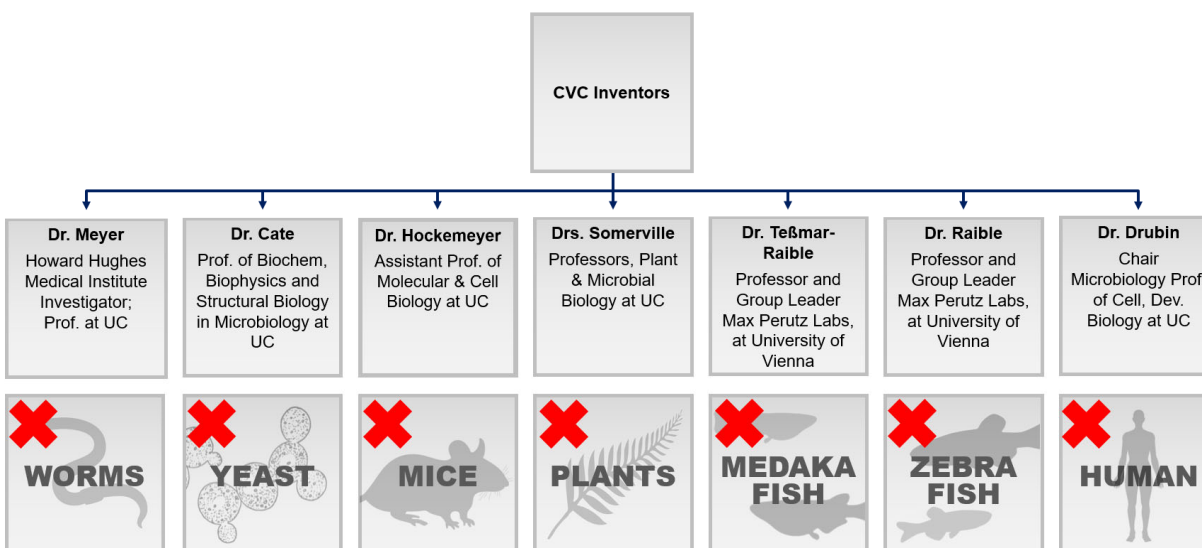 CVC Inventors
Dr. Meyer
Howard Hughes
Medical Institute
Investigator;
Prof. at UC
Dr. Cate
Prof. of Biochem,
Biophysics and
Structural Biology
in Microbiology at
UC
Dr. Hockemeyer
Assistant Prof. of
Molecular & Cell
Biology at UC
Drs. Somerville
Professors, Plant
& Microbial
Biology at UC
Dr. Teßmar-
Raible
Professor and
Group Leader
Max Perutz Labs,
at University of
Vienna
Dr. Raible
Professor and
Group Leader
Max Perutz Labs,
at University of
Vienna
Dr. Drubin
Chair
Microbiology Prof.
of Cell, Dev.
Biology at UC
WORMS
YEAST
MICE
PLANTS
MEDAKA
FISH
ZEBRA
FISH
HUMAN